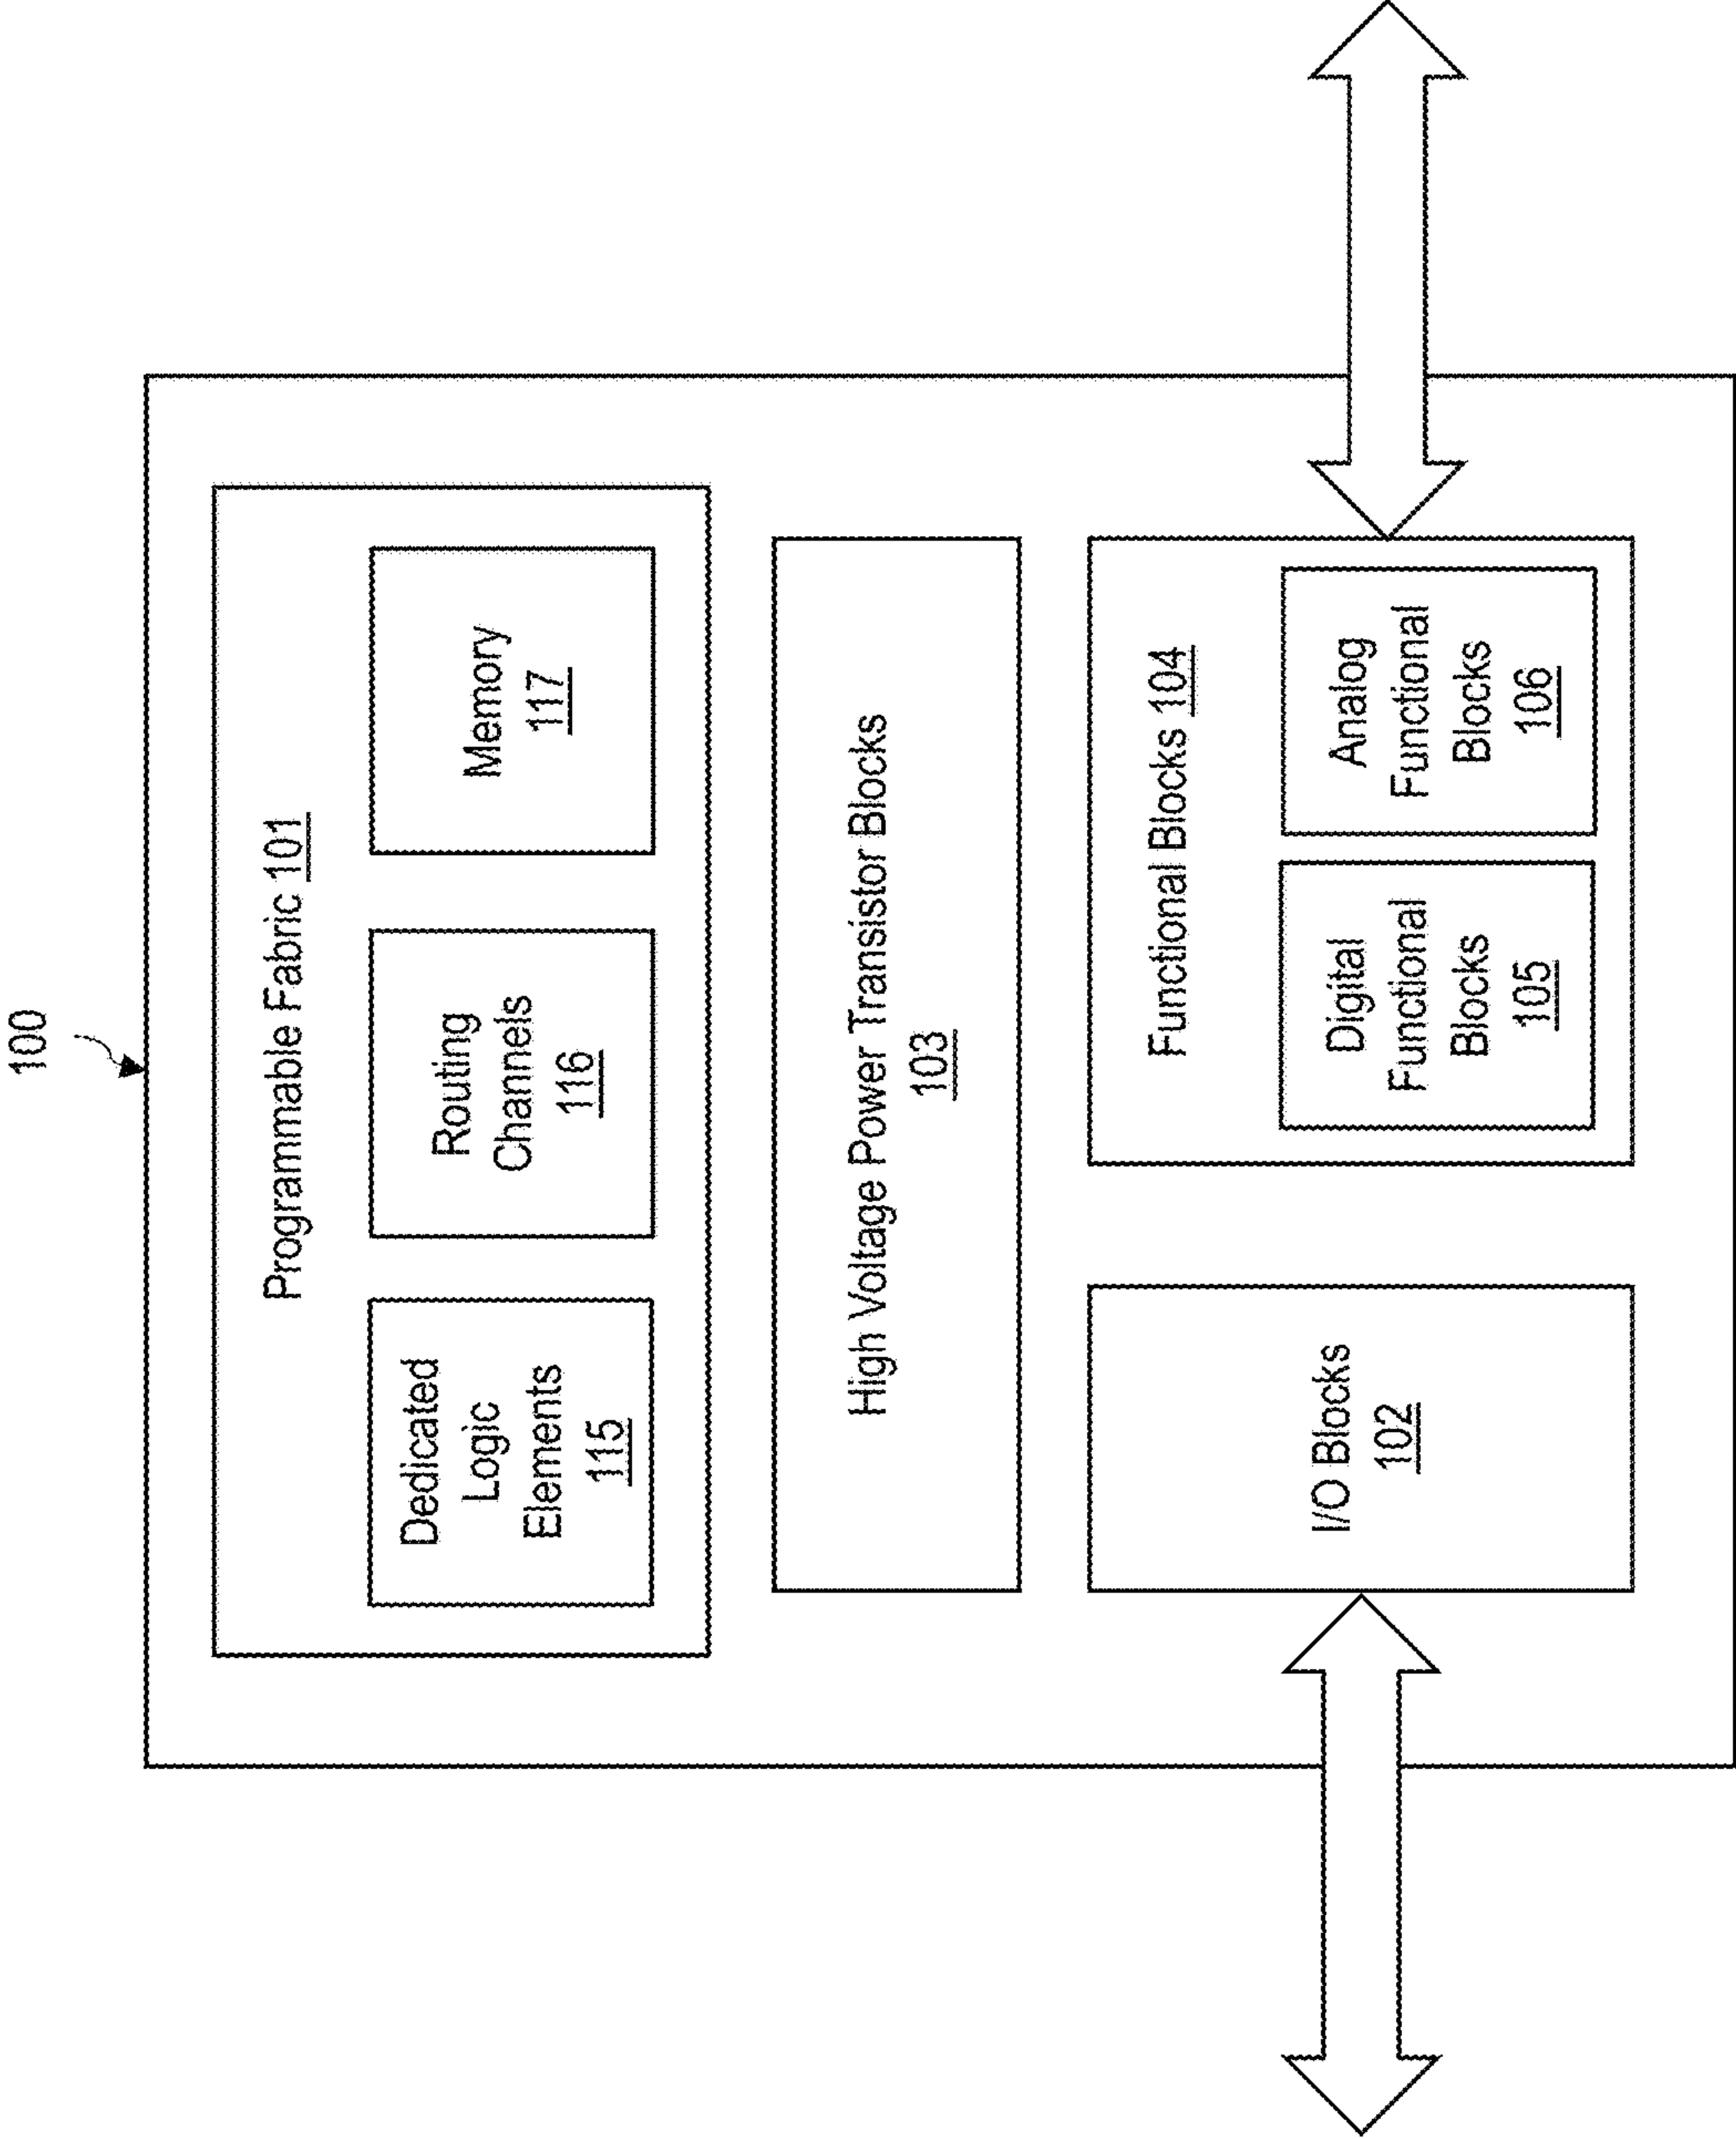 100
Programmable Fabric 101
Dedicated
Logic
Elements
115
Routing
Channels
116
Memory
117
High Voltage Power Transistor Blocks
103
I/O Blocks
102
Functional Blocks 104
Digital
Functional
Blocks
105
Analog
Functional
Blocks
106